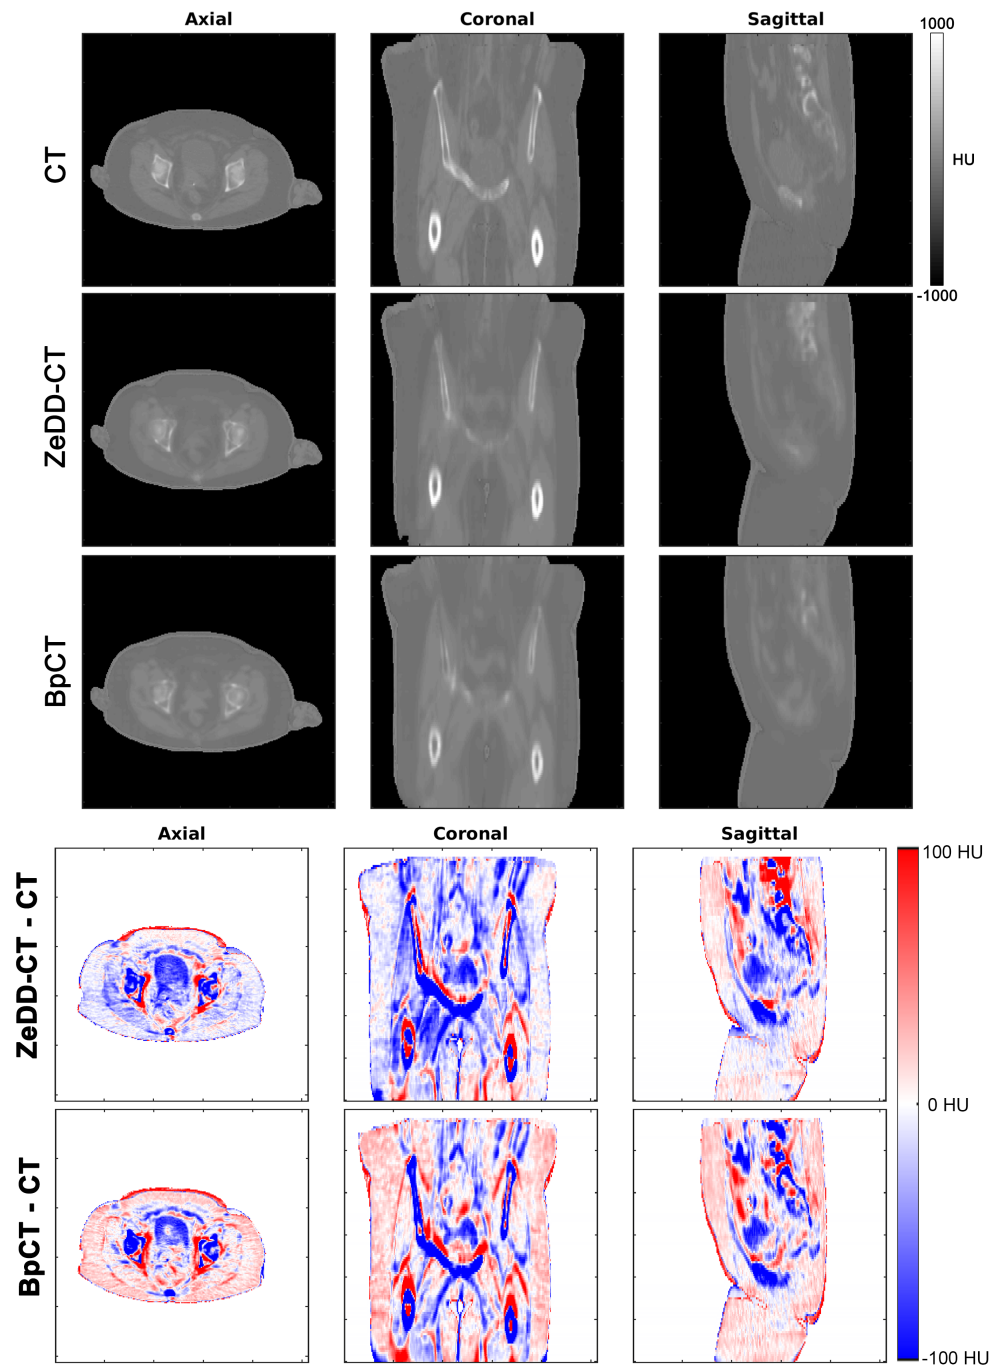 Axial Coronal Sagittal
1000
CT
HU
-1000
ZeDD-CT
BpCT
Axial Coronal Sagittal
ZeDD-CT - CT
100 HU
0 HU
BpCT - CT
-100 HU